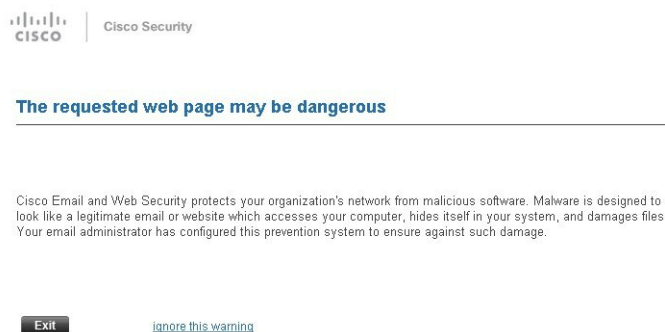 CISCO
Cisco Security
The requested web page may be dangerous
Cisco Email and Web Security protects your organization's network from malicious software. Malware is designed to
look like a legitimate email or website which accesses your computer, hides itself in your system, and damages files
Your email administrator has configured this prevention system to ensure against such damage.
Exit
ignore this warning